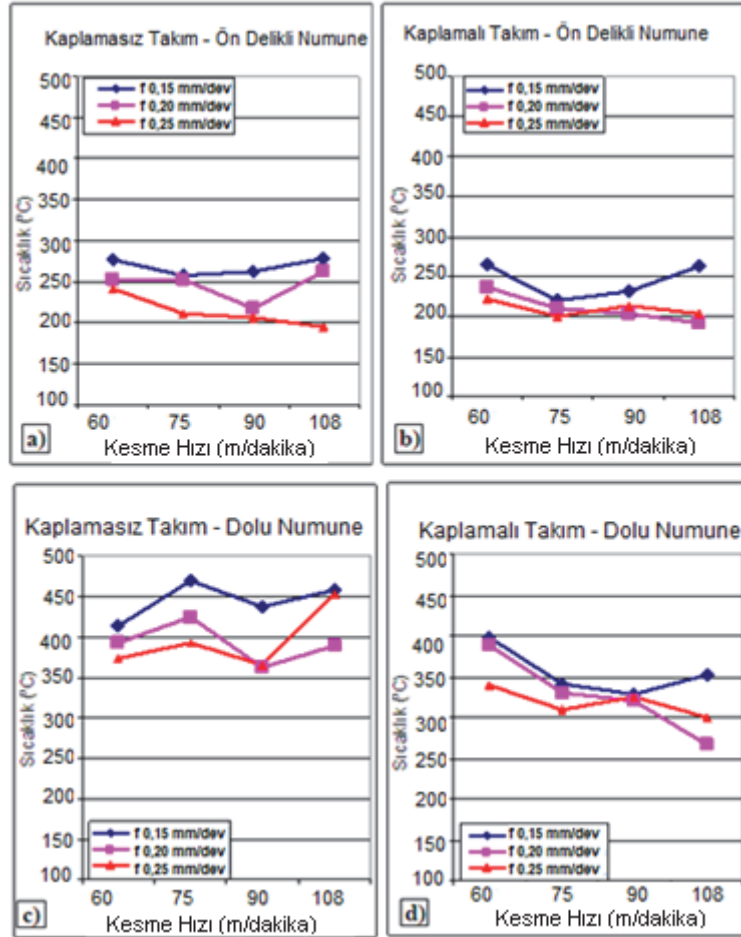 Kaplamasız Takım - Ön Delikli Numune
f 0,15 mm/dev
f 0,20 mm/dev
f 0,25 mm/dev
500
450
400
350
300
250
200
150
100
Sıcaklık (ºC)
60 75 90 108
Kesme Hızı (m/dakika)
a)
Kaplamalı Takım - Ön Delikli Numune
f 0,15 mm/dev
f 0,20 mm/dev
f 0,25 mm/dev
500
450
400
350
300
250
200
150
100
Sıcaklık (ºC)
60 75 90 108
Kesme Hızı (m/dakika)
b)
Kaplamasız Takım - Dolu Numune
500
450
400
350
300
250
200
150
100
Sıcaklık (ºC)
f 0,15 mm/dev
f 0,20 mm/dev
f 0,25 mm/dev
60 75 90 108
Kesme Hızı (m/dakika)
c)
Kaplamalı Takım - Dolu Numune
500
450
400
350
300
250
200
150
100
Sıcaklık (ºC)
f 0,15 mm/dev
f 0,20 mm/dev
f 0.25 mm/dev
60 75 90 108
Kesme Hızı (m/dakika)
d)